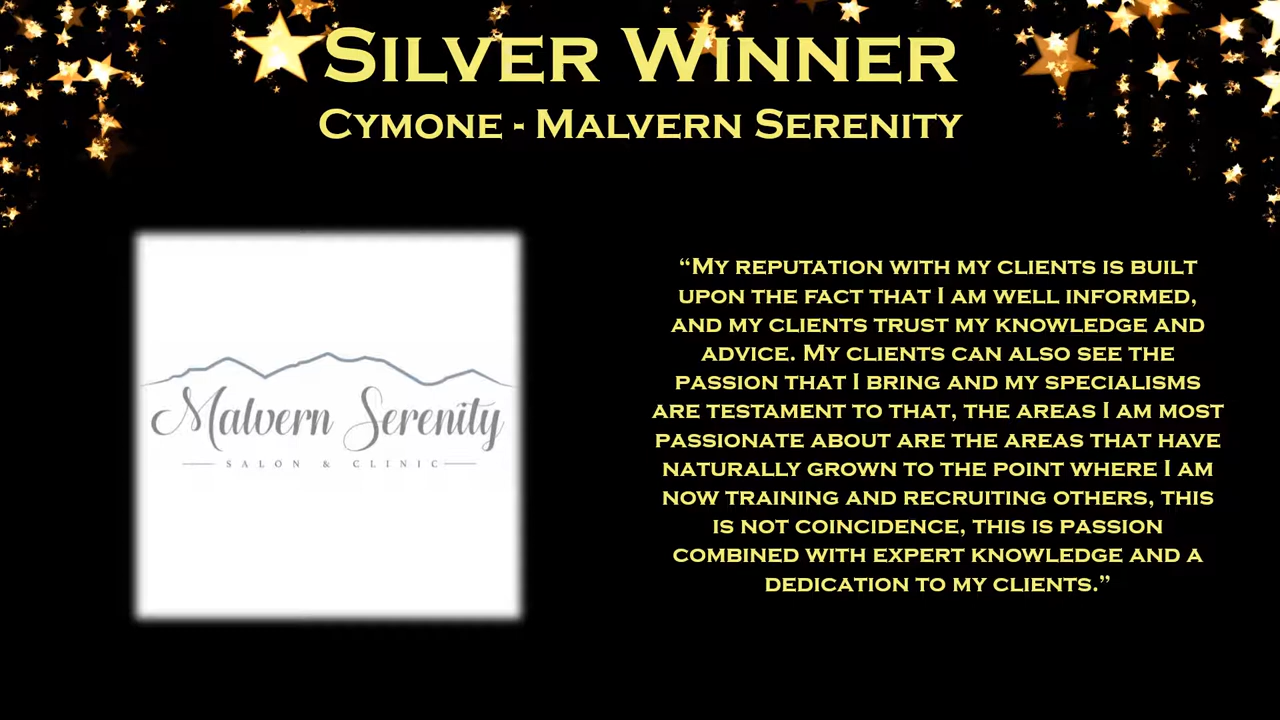 Silver Winner
Cymone - Malvern Serenity
Malvern Serenity
SALON & CLINIC
“My reputation with my clients is built
upon the fact that I am well informed,
and my clients trust my knowledge and
advice. My clients can also see the
passion that I bring and my specialisms
are testament to that, the areas I am most
passionate about are the areas that have
naturally grown to the point where I am
now training and recruiting others, this
is not coincidence, this is passion
combined with expert knowledge and a
dedication to my clients.”